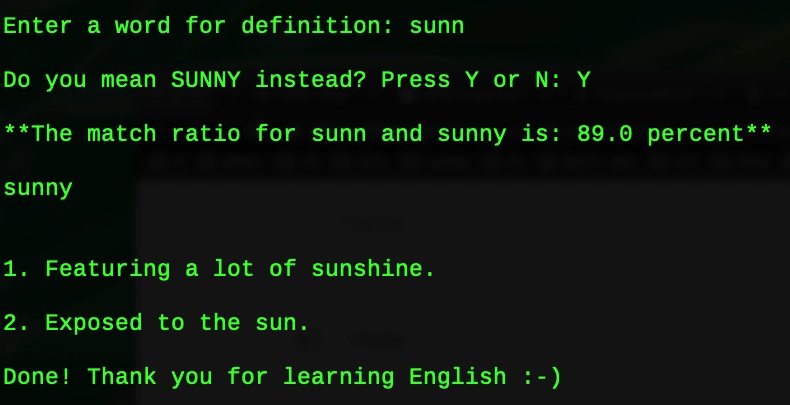 Enter a word for definition: sunn
Do you mean SUNNY instead? Press Y or N: Y
**The match ratio for sunn and sunny is: 89.0 percent**
sunny
1. Featuring a lot of sunshine.
2. Exposed to the sun.
Done! Thank you for learning English :-)